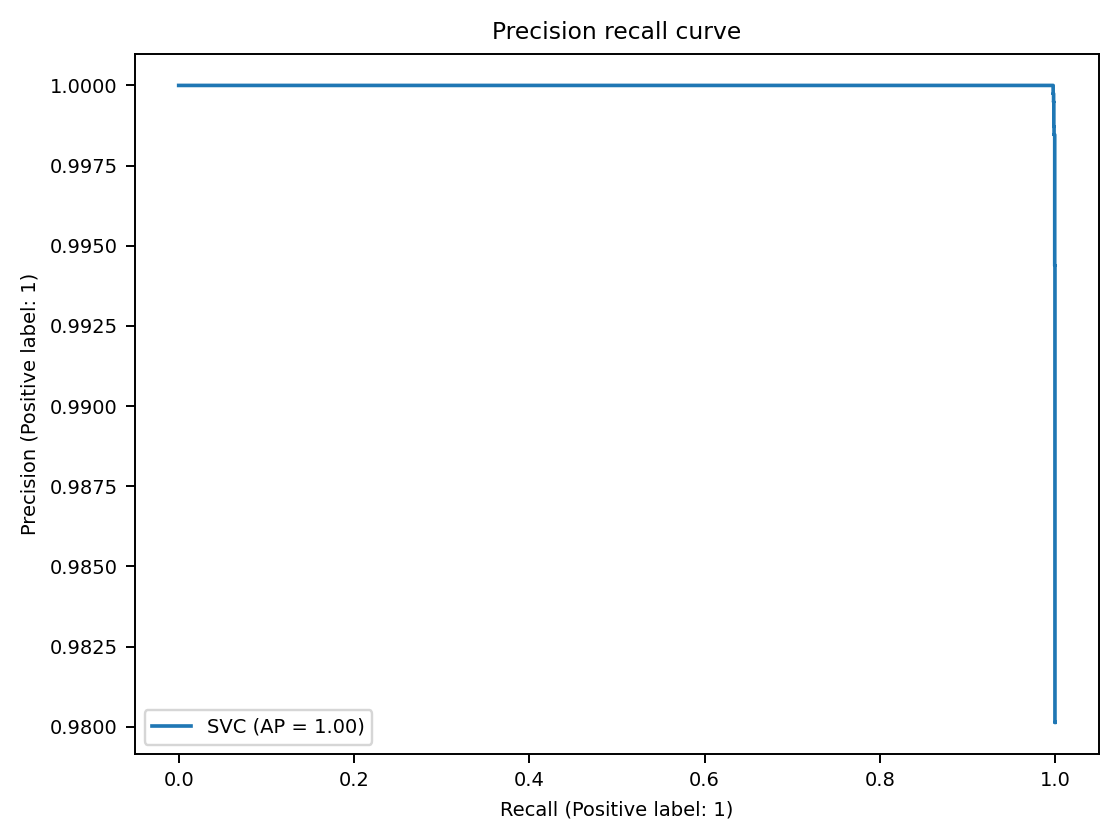 Precision recall curve
1.0000
0.9975
0.9950
0.9925
0.9900
0.9875
0.9850
0.9825
0.9800
Precision (Positive label: 1)
SVC (AP = 1.00)
0.0 0.2 0.4 0.6 0.8 1.0
Recall (Positive label: 1)